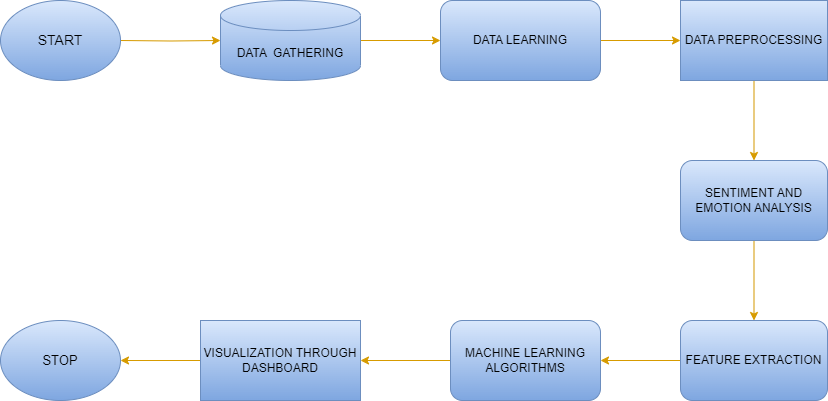 START
DATA GATHERING
DATA LEARNING
DATA PREPROCESSING
SENTIMENT AND
EMOTION ANALYSIS
FEATURE EXTRACTION
MACHINE LEARNING
ALGORITHMS
VISUALIZATION THROUGH
DASHBOARD
STOP